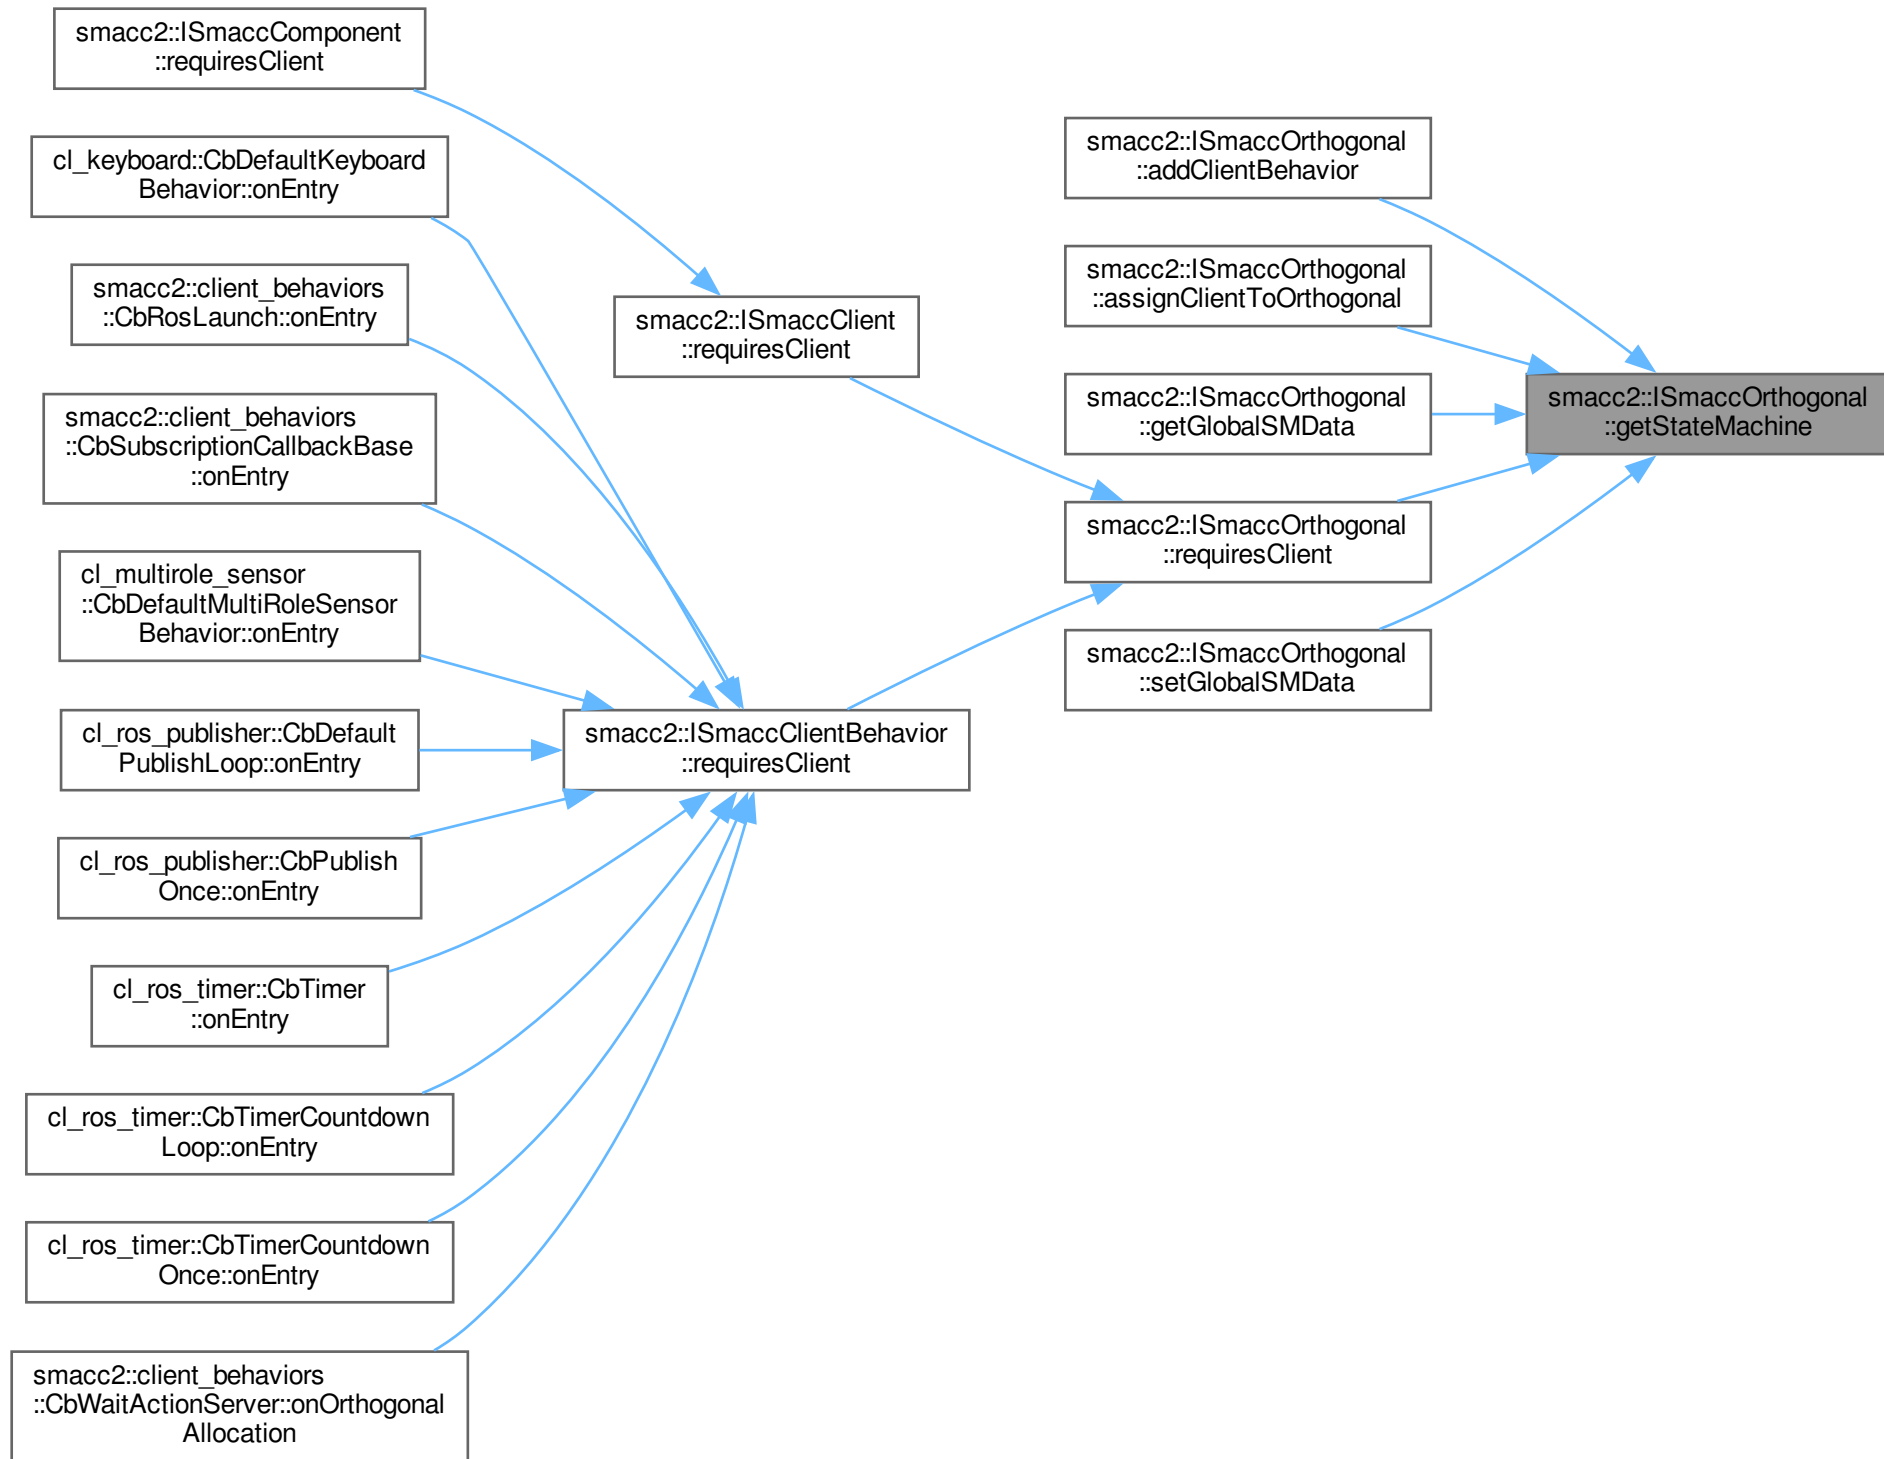 smacc2::ISmaccComponent
::requiresClient
cl_keyboard::CbDefaultKeyboard
Behavior::onEntry
smacc2::client_behaviors
::CbRosLaunch::onEntry
smacc2::client_behaviors
::CbSubscriptionCallbackBase
::onEntry
cl_multirole_sensor
::CbDefaultMultiRoleSensor
Behavior::onEntry
cl_ros_publisher::CbDefault
PublishLoop::onEntry
cl_ros_publisher::CbPublish
Once::onEntry
cl_ros_timer::CbTimer
::onEntry
cl_ros_timer::CbTimerCountdown
Loop::onEntry
cl_ros_timer::CbTimerCountdown
Once::onEntry
smacc2::client_behaviors
::CbWaitActionServer::onOrthogonal
Allocation
smacc2::ISmaccClient
::requiresClient
smacc2::ISmaccClientBehavior
::requiresClient
smacc2::ISmaccOrthogonal
::addClientBehavior
smacc2::ISmaccOrthogonal
::assignClientToOrthogonal
smacc2::ISmaccOrthogonal
::getGlobalSMData
smacc2::ISmaccOrthogonal
::requiresClient
smacc2::ISmaccOrthogonal
::setGlobalSMData
smacc2::ISmaccOrthogonal
::getStateMachine